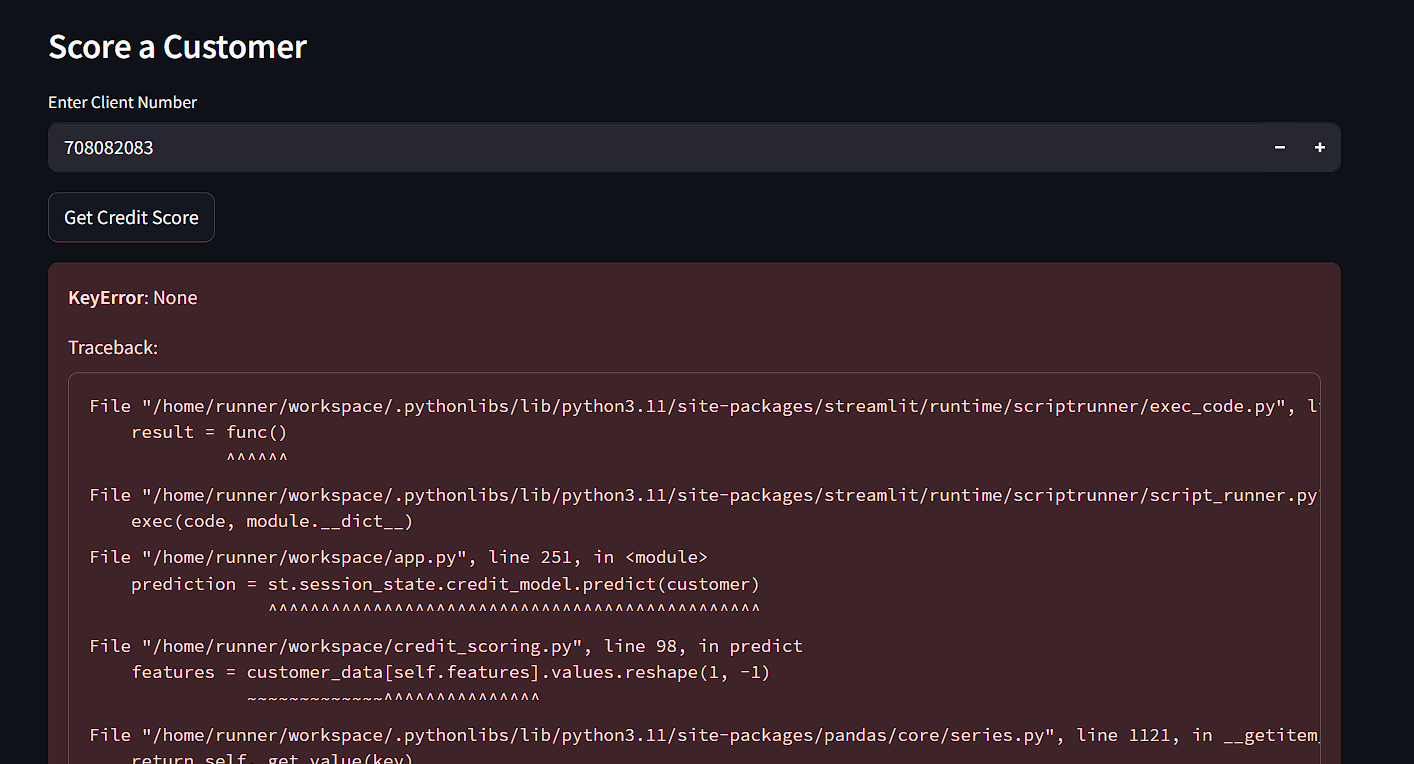 Score a Customer
Enter Client Number
708082083
− +
Get Credit Score
KeyError: None
Traceback:
File "/home/runner/workspace/.pythonlibs/lib/python3.11/site-packages/streamlit/runtime/scriptrunner/exec_code.py", li
result = func()
^^^^^^
File "/home/runner/workspace/.pythonlibs/lib/python3.11/site-packages/streamlit/runtime/scriptrunner/script_runner.py"
exec(code, module.__dict__)
File "/home/runner/workspace/app.py", line 251, in <module>
prediction = st.session_state.credit_model.predict(customer)
^^^^^^^^^^^^^^^^^^^^^^^^^^^^^^^^^^^^^^^^^^^^^^^
File "/home/runner/workspace/credit_scoring.py", line 98, in predict
features = customer_data[self.features].values.reshape(1, -1)
~~~~~~~~~~~~~^^^^^^^^^^^^^^^
File "/home/runner/workspace/.pythonlibs/lib/python3.11/site-packages/pandas/core/series.py", line 1121, in __getitem_
return self._get_value(key)